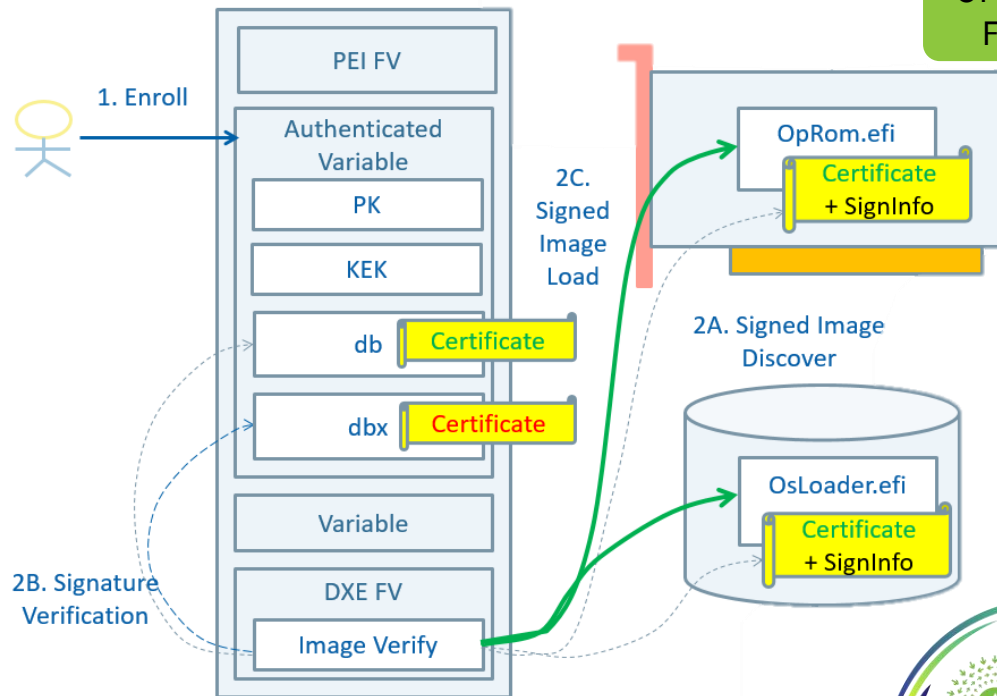 PEI FV
1. Enroll
Authenticated
Variable
PK
KEK
db
Certificate
dbx
Certificate
Variable
DXE FV
Image Verify
2B. Signature
Verification
2C.
Signed
Image
Load
OpRom.efi
Certificate
+ SignInfo
2A. Signed Image
Discover
OsLoader.efi
Certificate
+ SignInfo